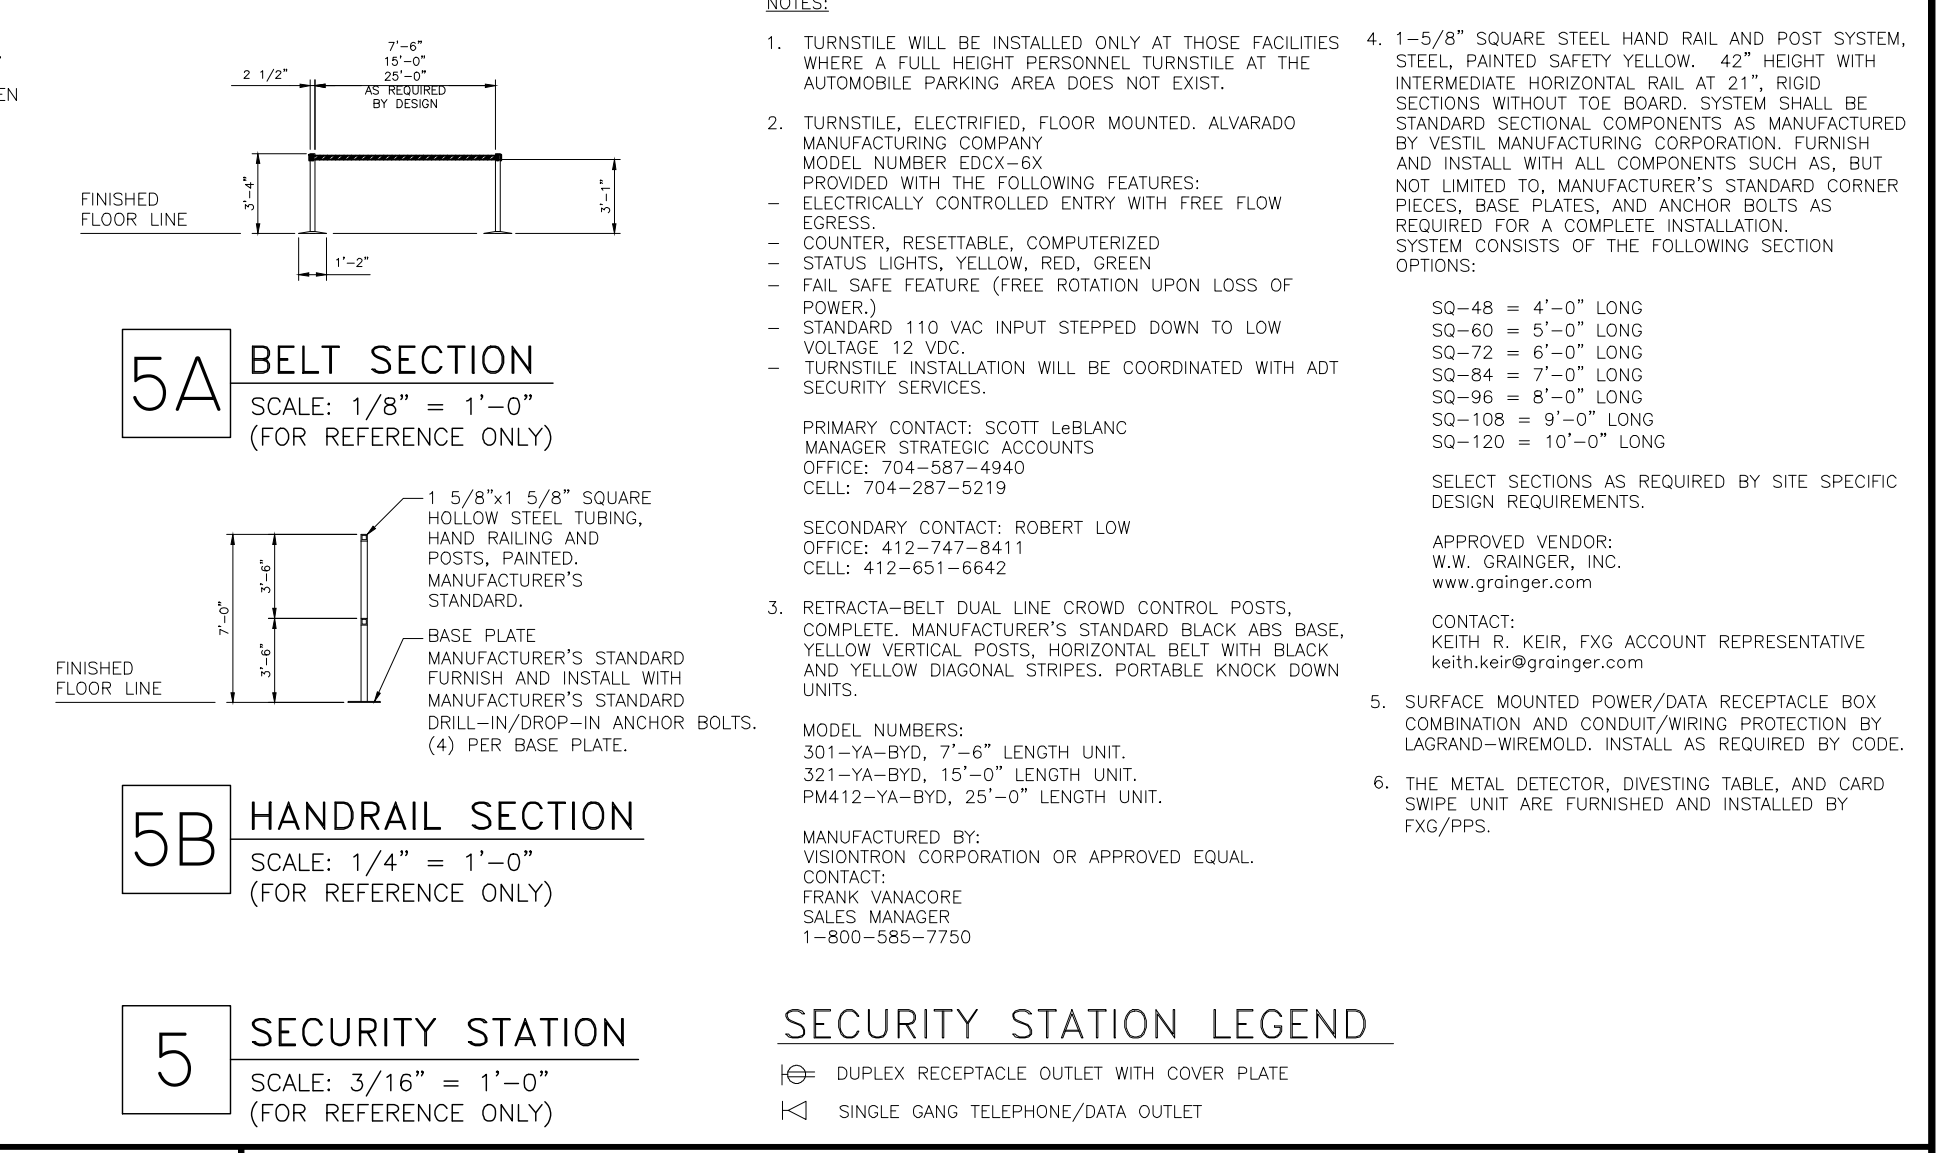 EN
7'-6"
15'-0"
25'-0"
AS REQUIRED
BY DESIGN
2 1/2"
3'-4"
3'-1"
FINISHED
FLOOR LINE
1'-2"
5A
BELT SECTION
SCALE: 1/8" = 1'-0"
(FOR REFERENCE ONLY)
1 5/8"x1 5/8" SQUARE
HOLLOW STEEL TUBING,
HAND RAILING AND
POSTS, PAINTED.
MANUFACTURER'S
STANDARD.
3'-6"
7'-0"
3'-6"
BASE PLATE
MANUFACTURER'S STANDARD
FURNISH AND INSTALL WITH
MANUFACTURER'S STANDARD
DRILL-IN/DROP-IN ANCHOR BOLTS.
(4) PER BASE PLATE.
FINISHED
FLOOR LINE
5B
HANDRAIL SECTION
SCALE: 1/4" = 1'-0"
(FOR REFERENCE ONLY)
5
SECURITY STATION
SCALE: 3/16" = 1'-0"
(FOR REFERENCE ONLY)
NOTES:
1. TURNSTILE WILL BE INSTALLED ONLY AT THOSE FACILITIES
WHERE A FULL HEIGHT PERSONNEL TURNSTILE AT THE
AUTOMOBILE PARKING AREA DOES NOT EXIST.
2. TURNSTILE, ELECTRIFIED, FLOOR MOUNTED. ALVARADO
MANUFACTURING COMPANY
MODEL NUMBER EDCX-6X
PROVIDED WITH THE FOLLOWING FEATURES:
- ELECTRICALLY CONTROLLED ENTRY WITH FREE FLOW
EGRESS.
- COUNTER, RESETTABLE, COMPUTERIZED
- STATUS LIGHTS, YELLOW, RED, GREEN
- FAIL SAFE FEATURE (FREE ROTATION UPON LOSS OF
POWER.)
- STANDARD 110 VAC INPUT STEPPED DOWN TO LOW
VOLTAGE 12 VDC.
- TURNSTILE INSTALLATION WILL BE COORDINATED WITH ADT
SECURITY SERVICES.
PRIMARY CONTACT: SCOTT LeBLANC
MANAGER STRATEGIC ACCOUNTS
OFFICE: 704-587-4940
CELL: 704-287-5219
SECONDARY CONTACT: ROBERT LOW
OFFICE: 412-747-8411
CELL: 412-651-6642
3. RETRACTA-BELT DUAL LINE CROWD CONTROL POSTS,
COMPLETE. MANUFACTURER'S STANDARD BLACK ABS BASE,
YELLOW VERTICAL POSTS, HORIZONTAL BELT WITH BLACK
AND YELLOW DIAGONAL STRIPES. PORTABLE KNOCK DOWN
UNITS.
MODEL NUMBERS:
301-YA-BYD, 7'-6" LENGTH UNIT.
321-YA-BYD, 15'-0" LENGTH UNIT.
PM412-YA-BYD, 25'-0" LENGTH UNIT.
MANUFACTURED BY:
VISIONTRON CORPORATION OR APPROVED EQUAL.
CONTACT:
FRANK VANACORE
SALES MANAGER
1-800-585-7750
4. 1-5/8" SQUARE STEEL HAND RAIL AND POST SYSTEM,
STEEL, PAINTED SAFETY YELLOW. 42" HEIGHT WITH
INTERMEDIATE HORIZONTAL RAIL AT 21", RIGID
SECTIONS WITHOUT TOE BOARD. SYSTEM SHALL BE
STANDARD SECTIONAL COMPONENTS AS MANUFACTURED
BY VESTIL MANUFACTURING CORPORATION. FURNISH
AND INSTALL WITH ALL COMPONENTS SUCH AS, BUT
NOT LIMITED TO, MANUFACTURER'S STANDARD CORNER
PIECES, BASE PLATES, AND ANCHOR BOLTS AS
REQUIRED FOR A COMPLETE INSTALLATION.
SYSTEM CONSISTS OF THE FOLLOWING SECTION
OPTIONS:
SQ-48 = 4'-0" LONG
SQ-60 = 5'-0" LONG
SQ-72 = 6'-0" LONG
SQ-84 = 7'-0" LONG
SQ-96 = 8'-0" LONG
SQ-108 = 9'-0" LONG
SQ-120 = 10'-0" LONG
SELECT SECTIONS AS REQUIRED BY SITE SPECIFIC
DESIGN REQUIREMENTS.
APPROVED VENDOR:
W.W. GRAINGER, INC.
www.grainger.com
CONTACT:
KEITH R. KEIR, FXG ACCOUNT REPRESENTATIVE
keith.keir@grainger.com
5. SURFACE MOUNTED POWER/DATA RECEPTACLE BOX
COMBINATION AND CONDUIT/WIRING PROTECTION BY
LAGRAND-WIREMOLD. INSTALL AS REQUIRED BY CODE.
6. THE METAL DETECTOR, DIVESTING TABLE, AND CARD
SWIPE UNIT ARE FURNISHED AND INSTALLED BY
FXG/PPS.
SECURITY STATION LEGEND
DUPLEX RECEPTACLE OUTLET WITH COVER PLATE
SINGLE GANG TELEPHONE/DATA OUTLET